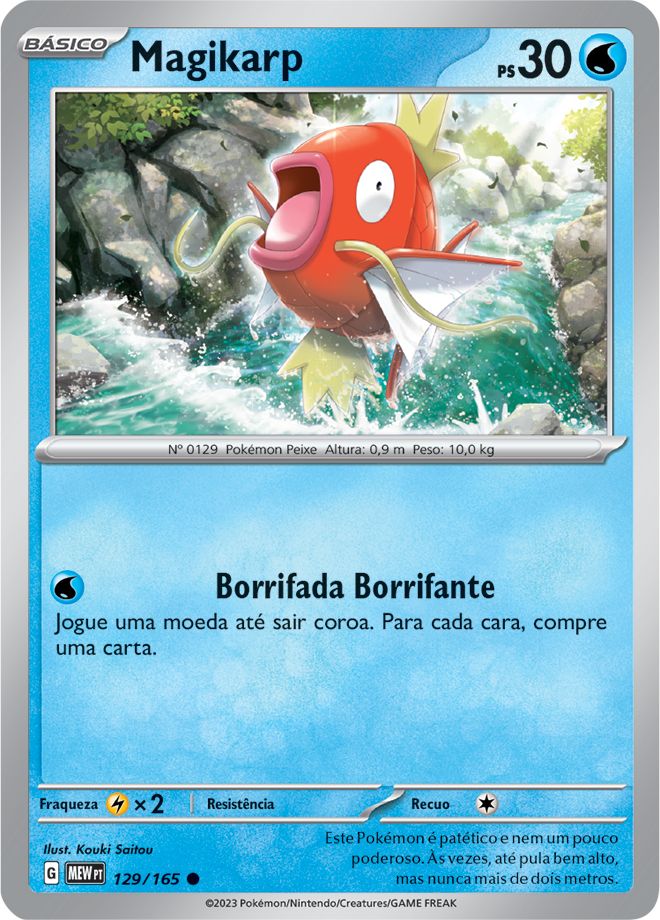 BÁSICO
Magikarp
PS 30
Nº 0129 Pokémon Peixe Altura: 0,9 m Peso: 10,0 kg
Borrifada Borrifante
Jogue uma moeda até sair coroa. Para cada cara, compre
uma carta.
Fraqueza × 2 Resistência Recuo
Ilust. Kouki Saitou
Este Pokémon é patético e nem um pouco
poderoso. Às vezes, até pula bem alto,
mas nunca mais de dois metros.
G MEW PT 129/165
©2023 Pokémon/Nintendo/Creatures/GAME FREAK